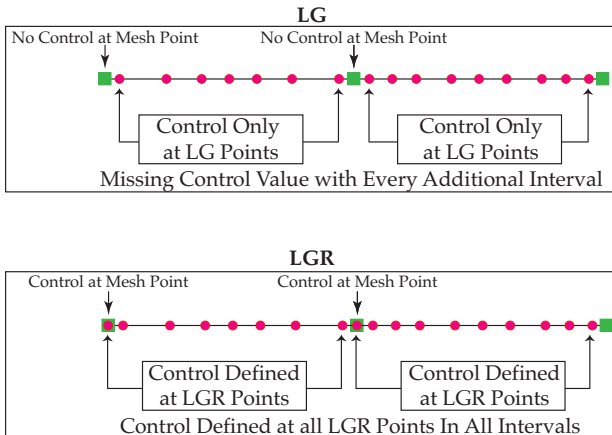 LG
No Control at Mesh Point
No Control at Mesh Point
Control Only
at LG Points
Control Only
at LG Points
Missing Control Value with Every Additional Interval
LGR
Control at Mesh Point
Control at Mesh Point
Control Defined
at LGR Points
Control Defined
at LGR Points
Control Defined at all LGR Points In All Intervals